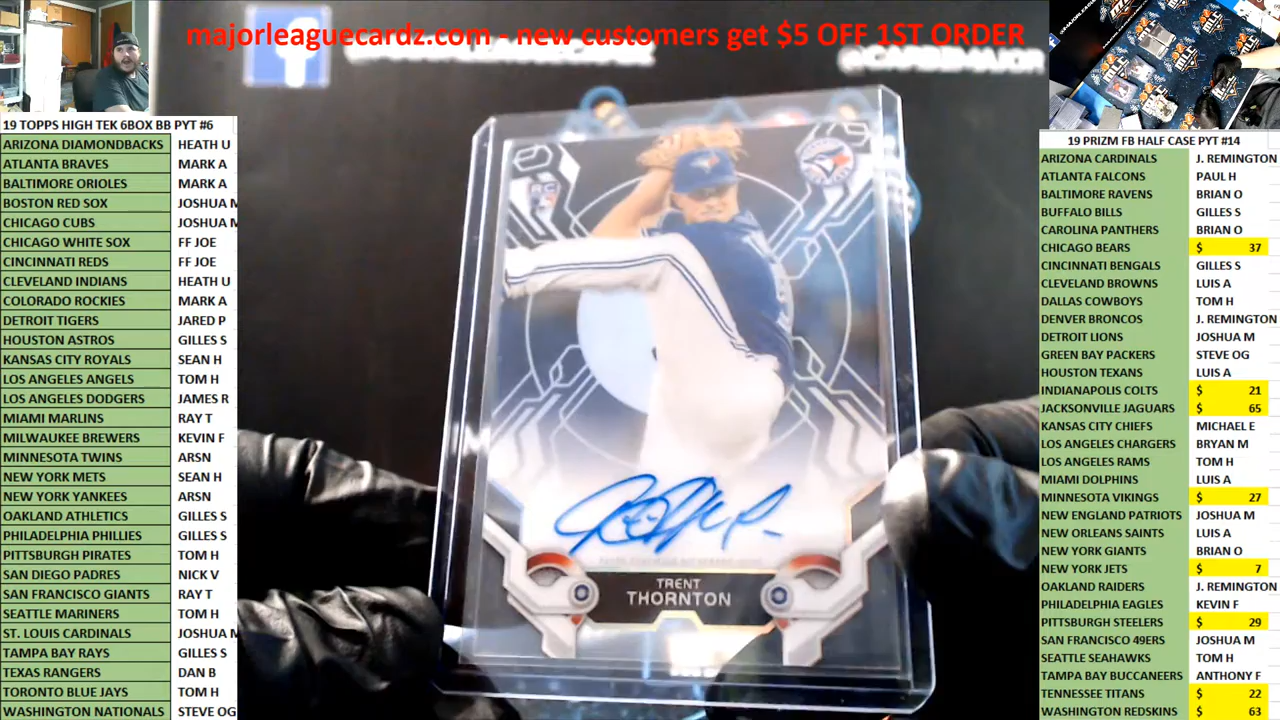 majorleaguecardz.com - new customers get $5 OFF 1ST ORDER
19 TOPPS HIGH TEK 6BOX BB PYT #6
ARIZONA DIAMONDBACKS HEATH U
ATLANTA BRAVES MARK A
BALTIMORE ORIOLES MARK A
BOSTON RED SOX JOSHUA M
CHICAGO CUBS JOSHUA M
CHICAGO WHITE SOX FF JOE
CINCINNATI REDS FF JOE
CLEVELAND INDIANS HEATH U
COLORADO ROCKIES MARK A
DETROIT TIGERS JARED P
HOUSTON ASTROS GILLES S
KANSAS CITY ROYALS SEAN H
LOS ANGELES ANGELS TOM H
LOS ANGELES DODGERS JAMES R
MIAMI MARLINS RAY T
MILWAUKEE BREWERS KEVIN F
MINNESOTA TWINS ARSN
NEW YORK METS SEAN H
NEW YORK YANKEES ARSN
OAKLAND ATHLETICS GILLES S
PHILADELPHIA PHILLIES GILLES S
PITTSBURGH PIRATES TOM H
SAN DIEGO PADRES NICK V
SAN FRANCISCO GIANTS RAY T
SEATTLE MARINERS TOM H
ST. LOUIS CARDINALS JOSHUA M
TAMPA BAY RAYS GILLES S
TEXAS RANGERS DAN B
TORONTO BLUE JAYS TOM H
WASHINGTON NATIONALS STEVE OG
RC
TRENT
THORNTON
19 PRIZM FB HALF CASE PYT #14
ARIZONA CARDINALS J. REMINGTON
ATLANTA FALCONS PAUL H
BALTIMORE RAVENS BRIAN O
BUFFALO BILLS GILLES S
CAROLINA PANTHERS BRIAN O
CHICAGO BEARS $ 37
CINCINNATI BENGALS GILLES S
CLEVELAND BROWNS LUIS A
DALLAS COWBOYS TOM H
DENVER BRONCOS J. REMINGTON
DETROIT LIONS JOSHUA M
GREEN BAY PACKERS STEVE OG
HOUSTON TEXANS LUIS A
INDIANAPOLIS COLTS $ 21
JACKSONVILLE JAGUARS $ 65
KANSAS CITY CHIEFS MICHAEL E
LOS ANGELES CHARGERS BRYAN M
LOS ANGELES RAMS TOM H
MIAMI DOLPHINS LUIS A
MINNESOTA VIKINGS $ 27
NEW ENGLAND PATRIOTS JOSHUA M
NEW ORLEANS SAINTS LUIS A
NEW YORK GIANTS BRIAN O
NEW YORK JETS $ 7
OAKLAND RAIDERS J. REMINGTON
PHILADELPHIA EAGLES KEVIN F
PITTSBURGH STEELERS $ 29
SAN FRANCISCO 49ERS JOSHUA M
SEATTLE SEAHAWKS TOM H
TAMPA BAY BUCCANEERS ANTHONY F
TENNESSEE TITANS $ 22
WASHINGTON REDSKINS $ 63